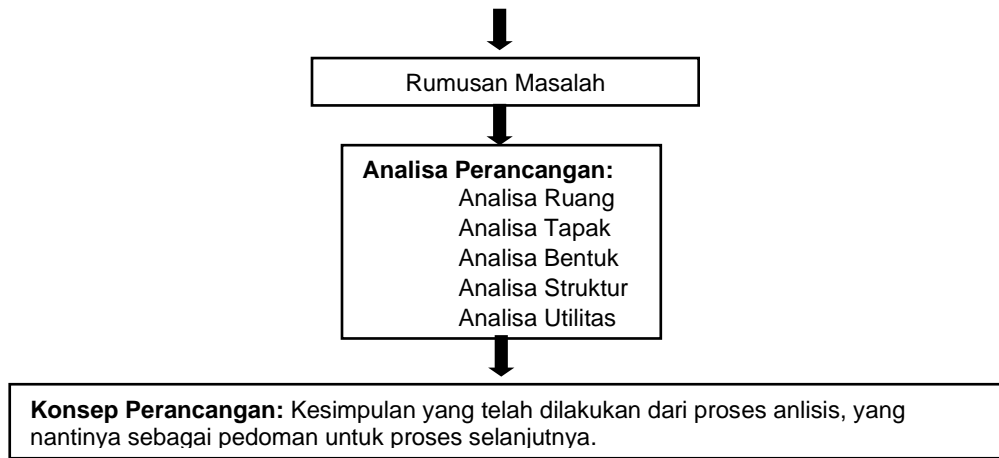 Rumusan Masalah
Analisa Perancangan:
Analisa Ruang
Analisa Tapak
Analisa Bentuk
Analisa Struktur
Analisa Utilitas
Konsep Perancangan: Kesimpulan yang telah dilakukan dari proses anlisis, yang
nantinya sebagai pedoman untuk proses selanjutnya.